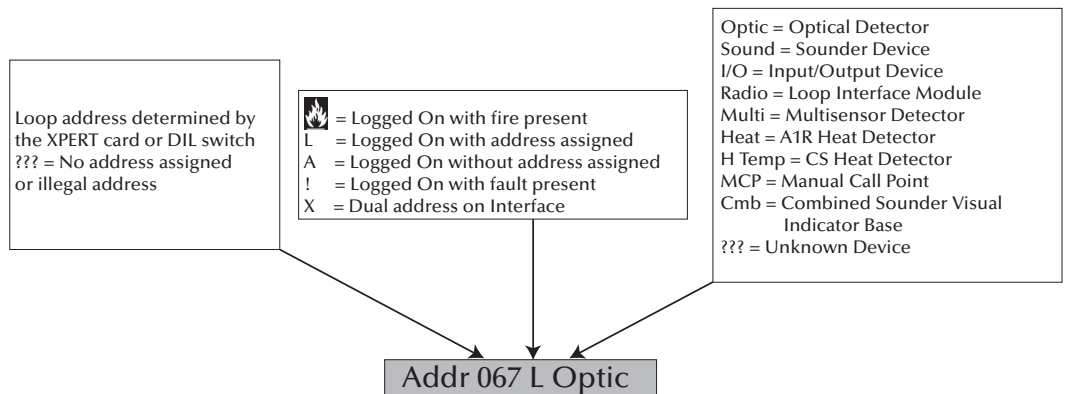 Loop address determined by
the XPERT card or DIL switch
??? = No address assigned
or illegal address
= Logged On with fire present
L = Logged On with address assigned
A = Logged On without address assigned
! = Logged On with fault present
X = Dual address on Interface
Optic = Optical Detector
Sound = Sounder Device
I/O = Input/Output Device
Radio = Loop Interface Module
Multi = Multisensor Detector
Heat = A1R Heat Detector
H Temp = CS Heat Detector
MCP = Manual Call Point
Cmb = Combined Sounder Visual
Indicator Base
??? = Unknown Device
Addr 067 L Optic